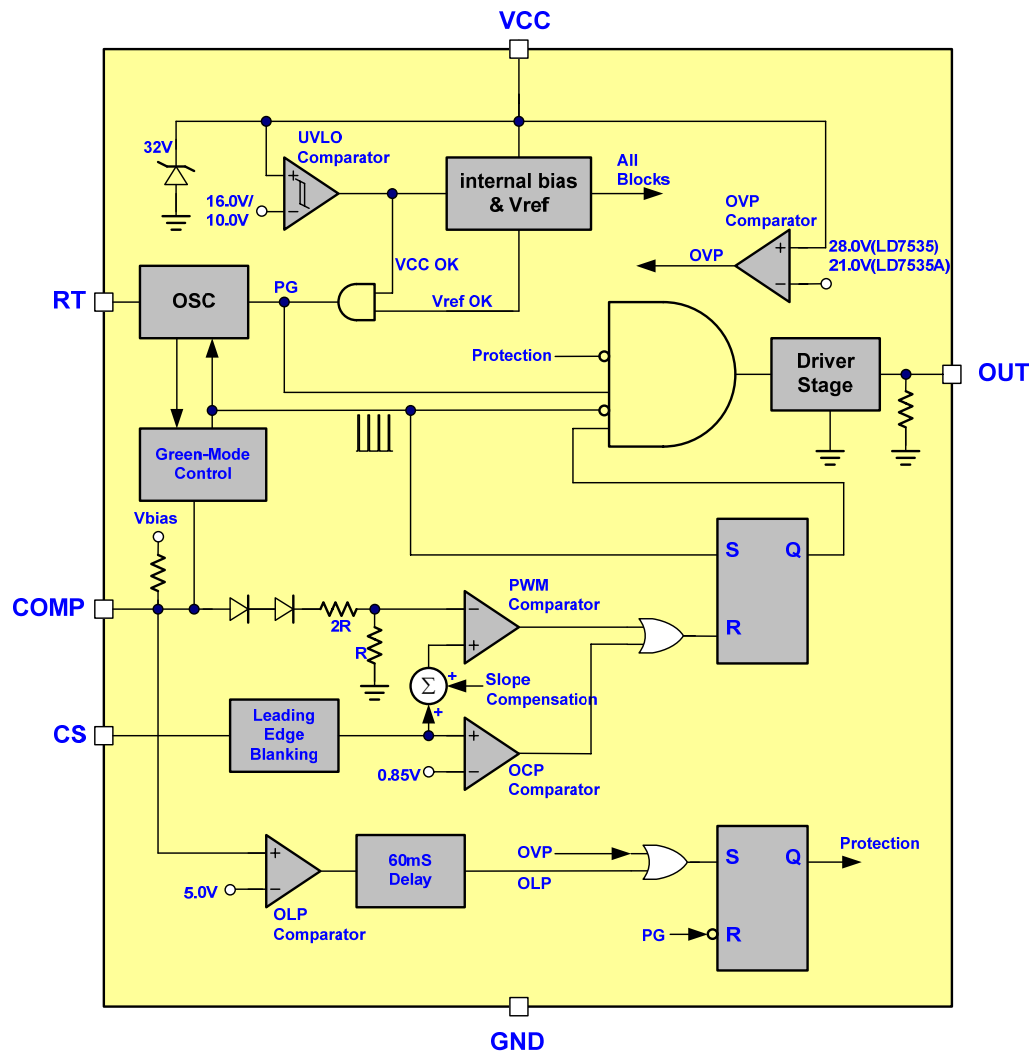 VCC
32V
UVLO
Comparator
16.0V/
10.0V
internal bias
& Vref
All
Blocks
OVP
Comparator
OVP
28.0V(LD7535)
21.0V(LD7535A)
VCC OK
Vref OK
RT
OSC
PG
Protection
Driver
Stage
OUT
Green-Mode
Control
Vbias
COMP
2R
R
PWM
Comparator
S
Q
R
Σ
+
+
Slope
Compensation
CS
Leading
Edge
Blanking
0.85V
OCP
Comparator
5.0V
OLP
Comparator
60mS
Delay
OVP
OLP
S
Q
Protection
PG
R
GND